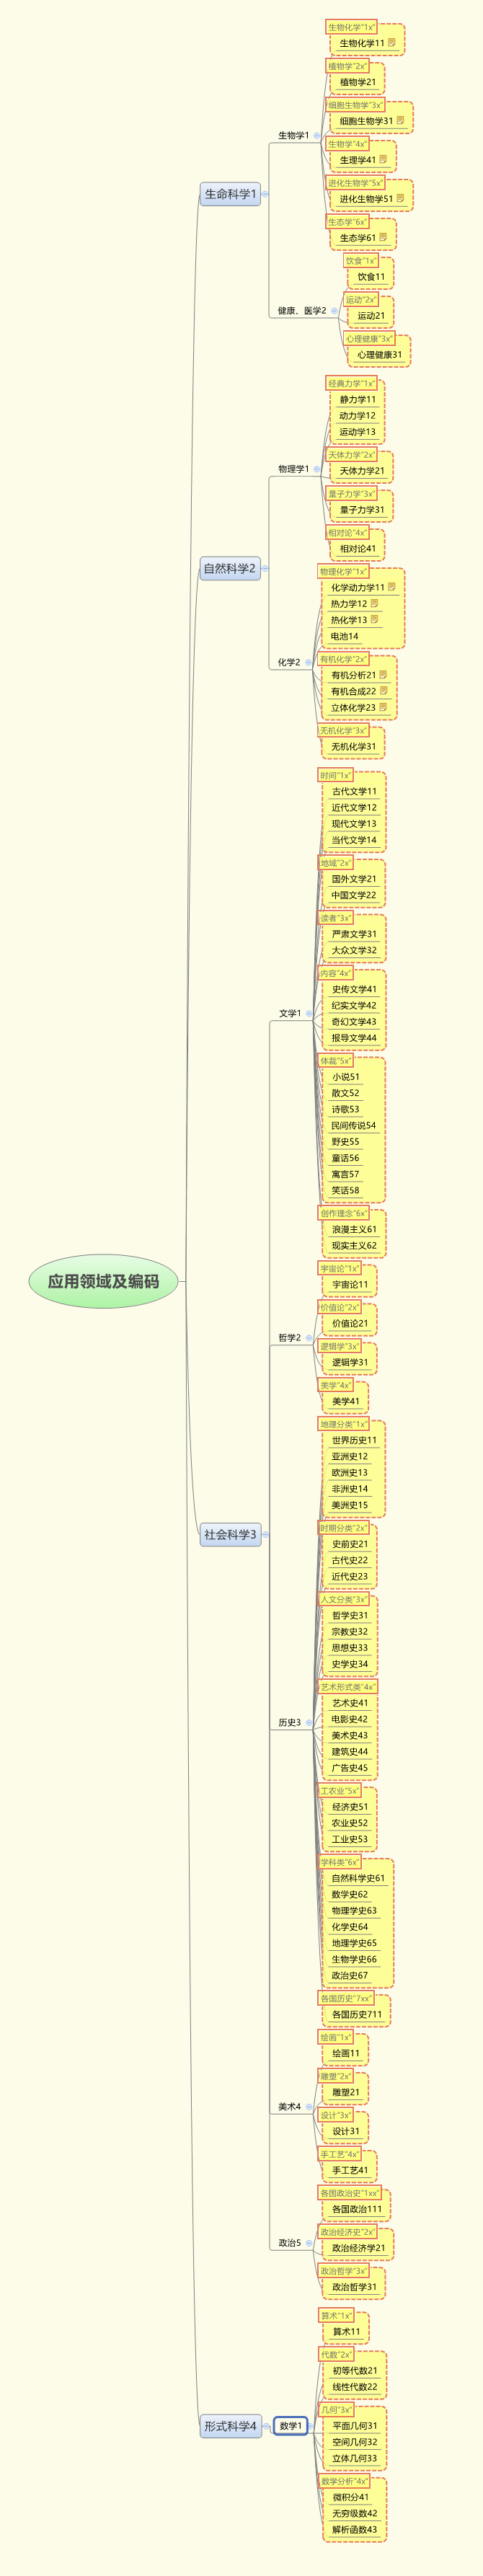 应用领域及编码
生命科学1
生物学1
生物化学“1x”
生物化学11
植物学“2x”
植物学21
细胞生物学“3x”
细胞生物学31
生物学“4x”
生理学41
进化生物学“5x”
进化生物学51
生态学“6x”
生态学61
健康、医学2
饮食“1x”
饮食11
运动“2x”
运动21
心理健康“3x”
心理健康31
自然科学2
物理学1
经典力学“1x”
静力学11
动力学12
运动学13
天体力学“2x”
天体力学21
量子力学“3x”
量子力学31
相对论“4x”
相对论41
化学2
物理化学“1x”
化学动力学11
热力学12
热化学13
电池14
有机化学“2x”
有机分析21
有机合成22
立体化学23
无机化学“3x”
无机化学31
社会科学3
文学1
时间“1x”
古代文学11
近代文学12
现代文学13
当代文学14
地域“2x”
国外文学21
中国文学22
读者“3x”
严肃文学31
大众文学32
内容“4x”
史传文学41
纪实文学42
奇幻文学43
报导文学44
体裁“5x”
小说51
散文52
诗歌53
民间传说54
野史55
童话56
寓言57
笑话58
创作理念“6x”
浪漫主义61
现实主义62
哲学2
宇宙论“1x”
宇宙论11
价值论“2x”
价值论21
逻辑学“3x”
逻辑学31
美学“4x”
美学41
历史3
地理分类“1x”
世界历史11
亚洲史12
欧洲史13
非洲史14
美洲史15
时期分类“2x”
史前史21
古代史22
近代史23
人文分类“3x”
哲学史31
宗教史32
思想史33
史学史34
艺术形式类“4x”
艺术史41
电影史42
美术史43
建筑史44
广告史45
工农业“5x”
经济史51
农业史52
工业史53
学科类“6x”
自然科学史61
数学史62
物理学史63
化学史64
地理学史65
生物学史66
政治史67
各国历史“7xx”
各国历史711
美术4
绘画“1x”
绘画11
雕塑“2x”
雕塑21
设计“3x”
设计31
手工艺“4x”
手工艺41
政治5
各国政治史“1xx”
各国政治111
政治经济史“2x”
政治经济学21
政治哲学“3x”
政治哲学31
形式科学4
数学1
算术“1x”
算术11
代数“2x”
初等代数21
线性代数22
几何“3x”
平面几何31
空间几何32
立体几何33
数学分析“4x”
微积分41
无穷级数42
解析函数43